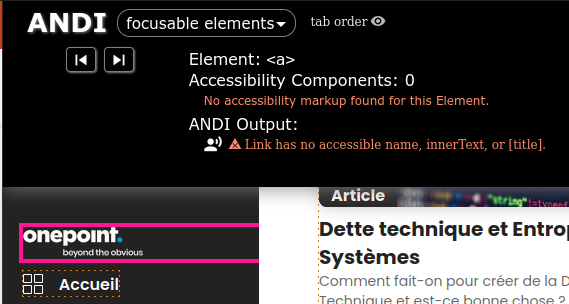 ANDI focusable elements tab order
Element: <a>
Accessibility Components: 0
No accessibility markup found for this Element.
ANDI Output:
Link has no accessible name, innerText, or [title].
Article
"string"
onepoint.
beyond the obvious
Accueil
Dette technique et Entrop
Systèmes
Comment fait-on pour créer de la D
Technique et est-ce bonne chose ?